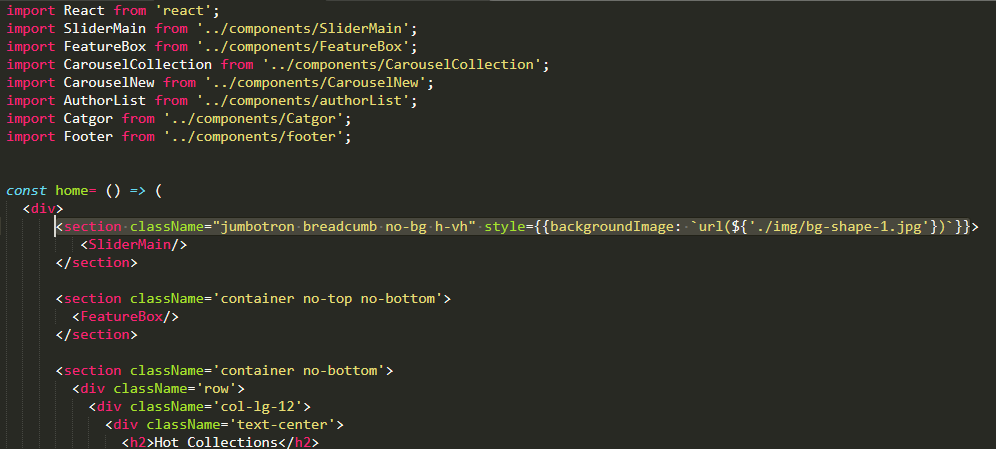 import React from 'react';
import SliderMain from '../components/SliderMain';
import FeatureBox from '../components/FeatureBox';
import CarouselCollection from '../components/CarouselCollection';
import CarouselNew from '../components/CarouselNew';
import AuthorList from '../components/authorList';
import Catgor from '../components/Catgor';
import Footer from '../components/footer';
const home= () => (
<div>
<section className="jumbotron breadcumb no-bg h-vh" style={{backgroundImage: `url(${'./img/bg-shape-1.jpg'})`}}>
<SliderMain/>
</section>
<section className='container no-top no-bottom'>
<FeatureBox/>
</section>
<section className='container no-bottom'>
<div className='row'>
<div className='col-lg-12'>
<div className='text-center'>
<h2>Hot Collections</h2>